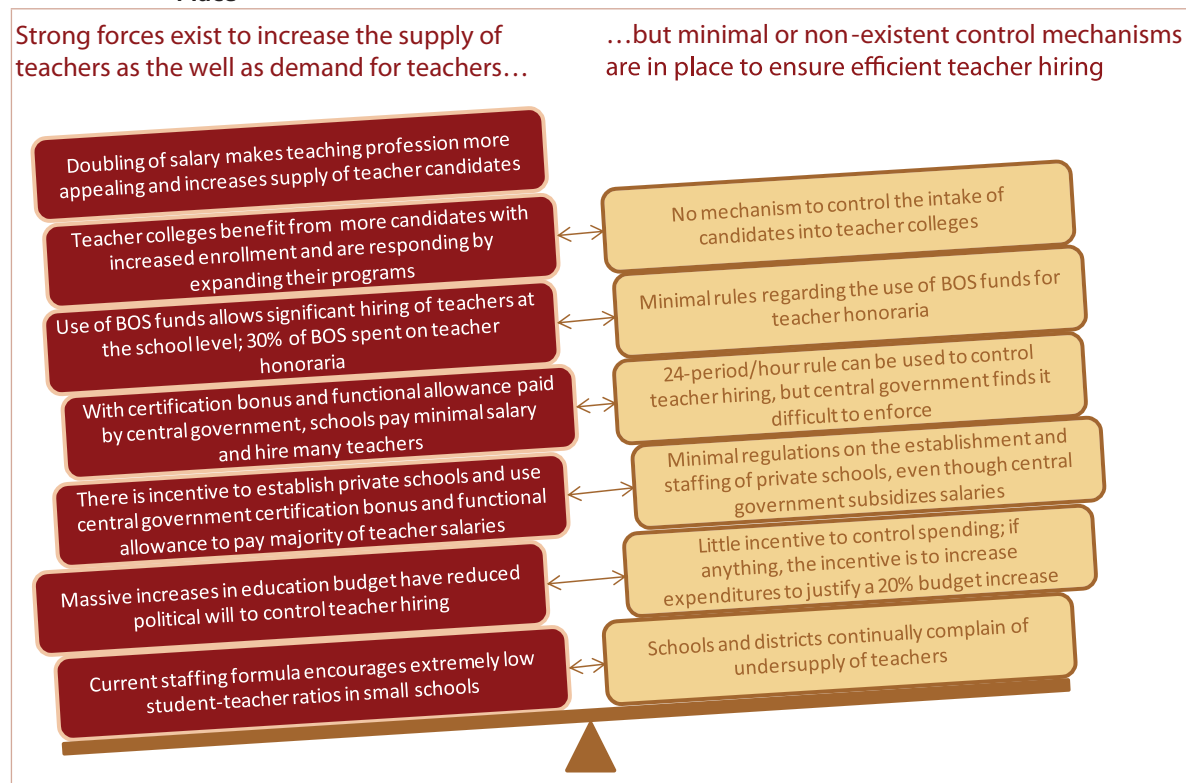 Strong forces exist to increase the supply of
teachers as the well as demand for teachers…
…but minimal or non-existent control mechanisms
are in place to ensure efficient teacher hiring
Doubling of salary makes teaching profession more
appealing and increases supply of teacher candidates
Teacher colleges benefit from more candidates with
increased enrollment and are responding by
expanding their programs
No mechanism to control the intake of
candidates into teacher colleges
Use of BOS funds allows significant hiring of teachers at
the school level; 30% of BOS spent on teacher
honoraria
Minimal rules regarding the use of BOS funds for
teacher honoraria
With certification bonus and functional allowance paid
by central government, schools pay minimal salary
and hire many teachers
24-period/hour rule can be used to control
teacher hiring, but central government finds it
difficult to enforce
There is incentive to establish private schools and use
central government certification bonus and functional
allowance to pay majority of teacher salaries
Minimal regulations on the establishment and
staffing of private schools, even though central
government subsidizes salaries
Massive increases in education budget have reduced
political will to control teacher hiring
Little incentive to control spending; if
anything, the incentive is to increase
expenditures to justify a 20% budget increase
Current staffing formula encourages extremely low
student-teacher ratios in small schools
Schools and districts continually complain of
undersupply of teachers